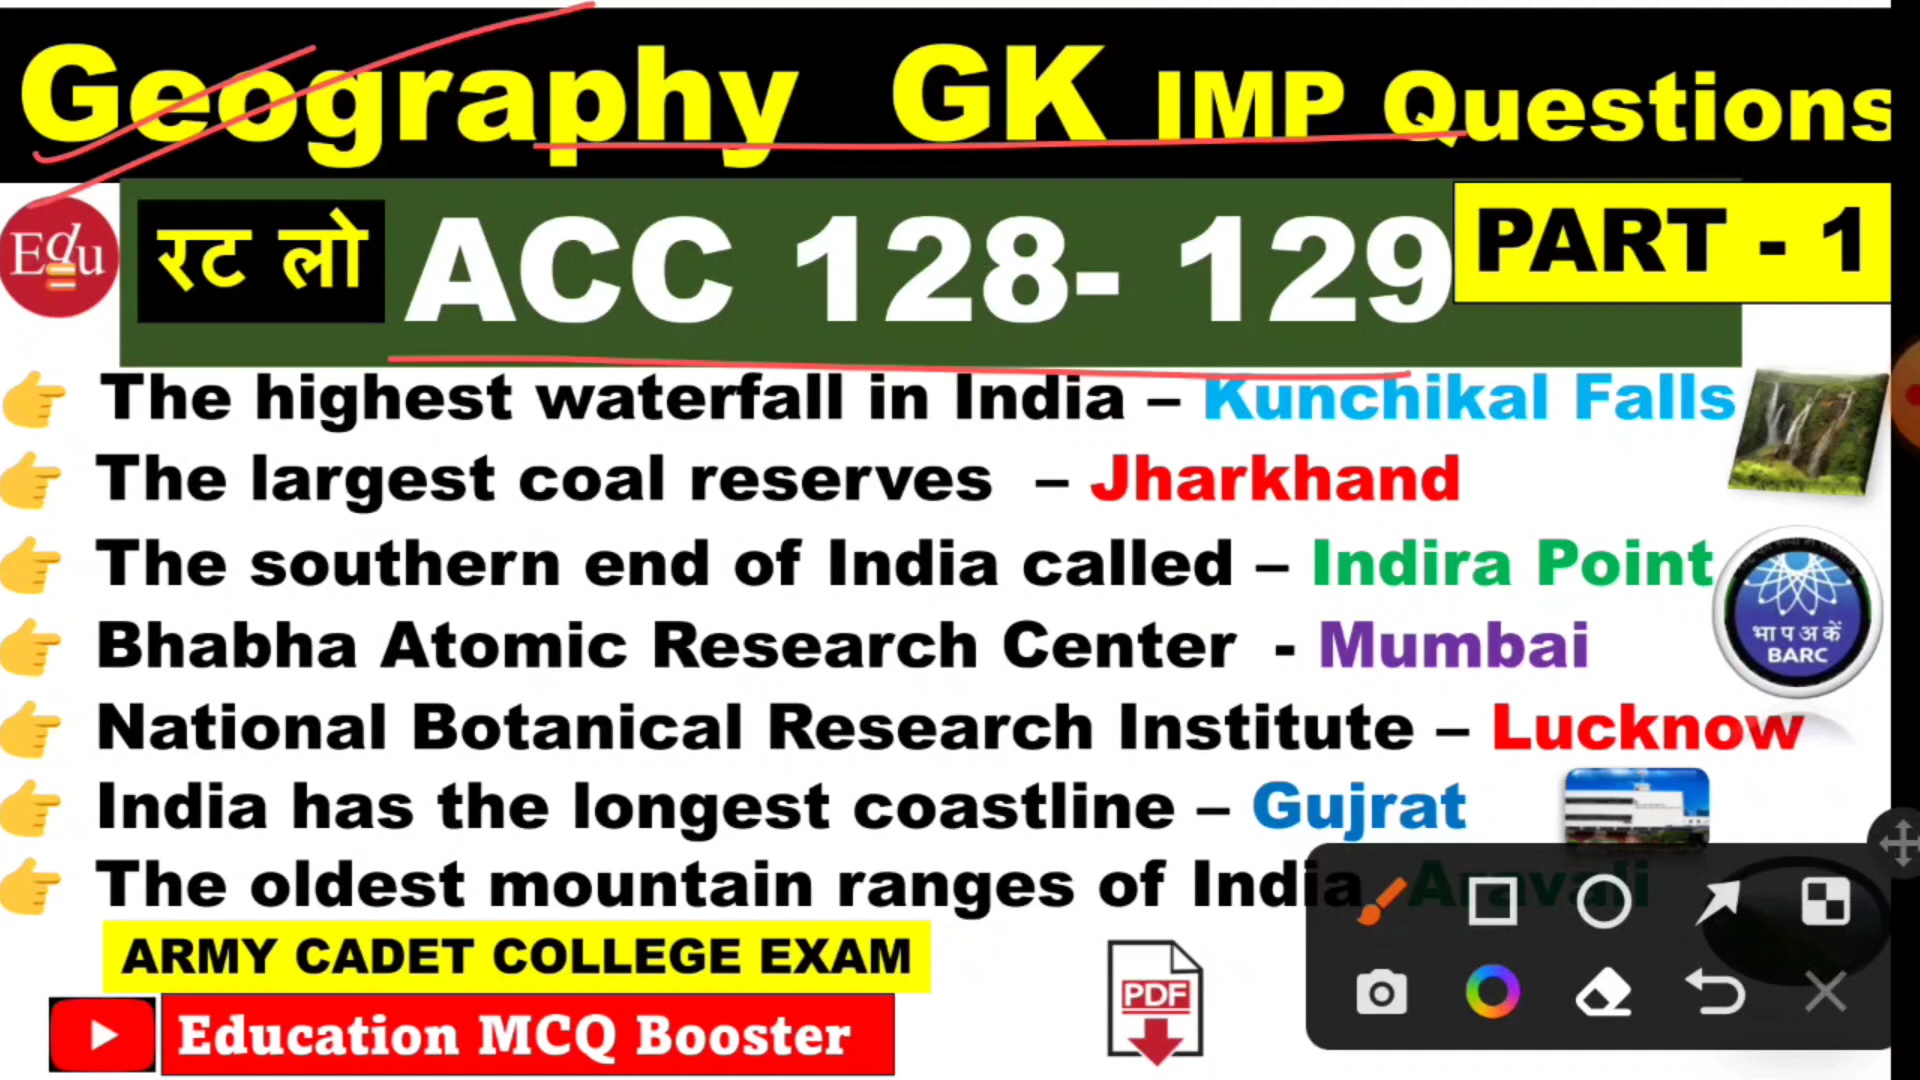 Geography GK IMP Questions
Edu
रट लो
ACC 128- 129
PART - 1
The highest waterfall in India – Kunchikal Falls
The largest coal reserves – Jharkhand
The southern end of India called – Indira Point
भा प अ कें
BARC
Bhabha Atomic Research Center - Mumbai
National Botanical Research Institute – Lucknow
India has the longest coastline – Gujrat
The oldest mountain ranges of India Aravali
ARMY CADET COLLEGE EXAM
PDF
Education MCQ Booster